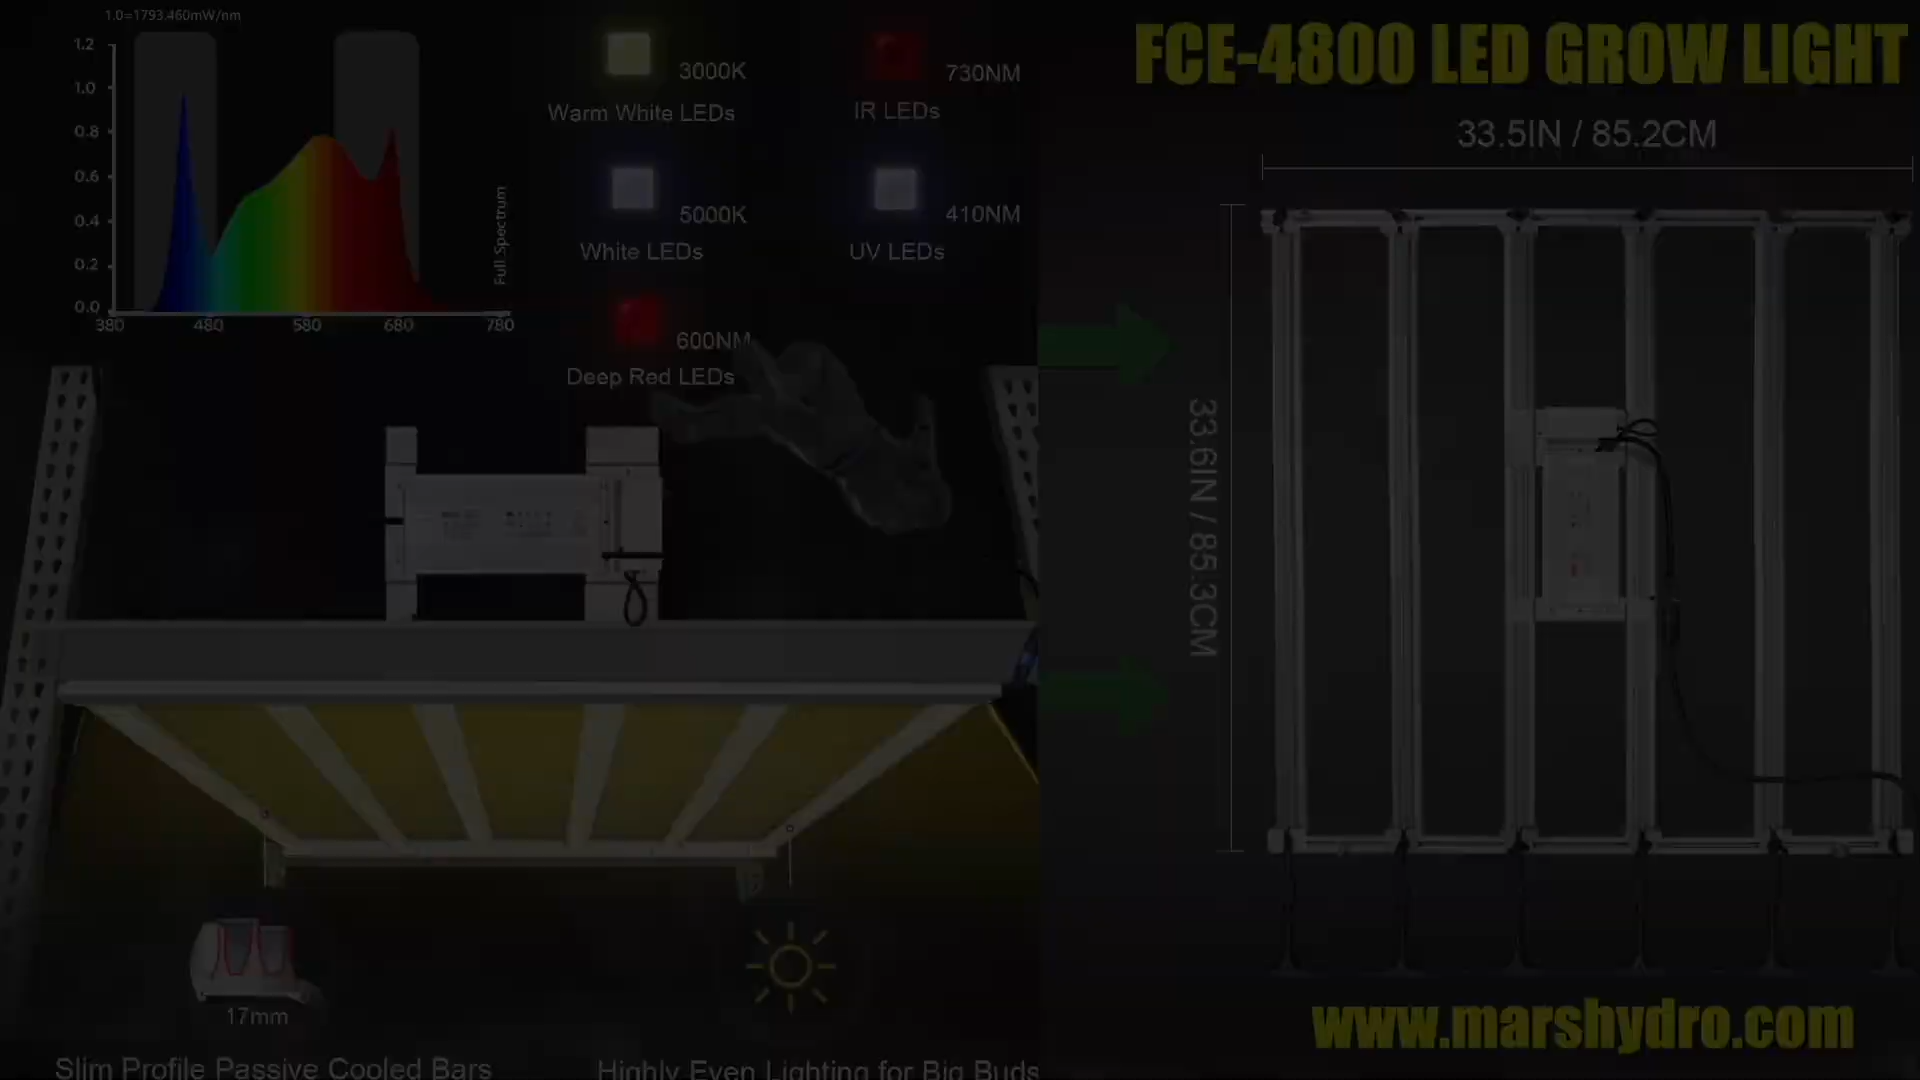 1.0=1793.460mW/nm
1.2
1.0
0.8
0.6
0.4
0.2
0.0
380 480 580 680 780
Full Spectrum
3000K
Warm White LEDs
730NM
IR LEDs
5000K
White LEDs
410NM
UV LEDs
600NM
Deep Red LEDs
17mm
Slim Profile Passive Cooled Bars
Highly Even Lighting for Big Buds
FCE-4800 LED GROW LIGHT
33.5IN / 85.2CM
33.6IN / 85.3CM
www.marshydro.com